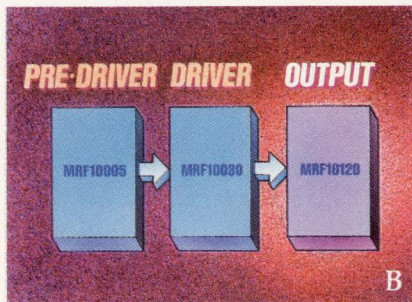 PRE-DRIVER DRIVER OUTPUT
MRF10005 MRF10030 MRF10120
B